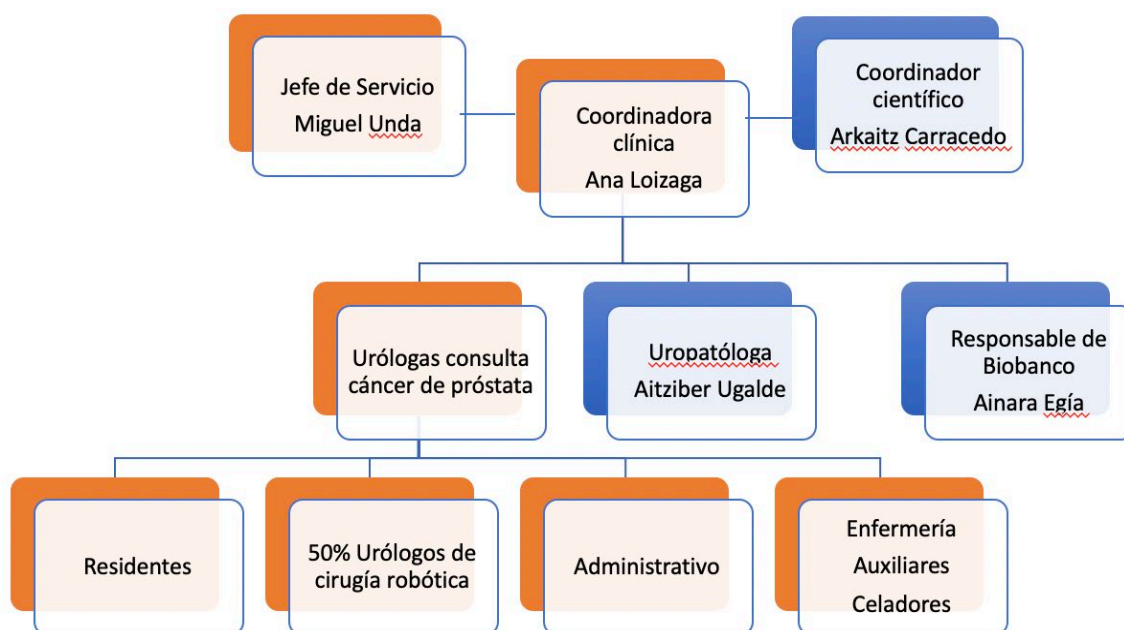 Jefe de Servicio
Miguel Unda
Coordinadora
clínica
Ana Loizaga
Coordinador
científico
Arkaitz Carracedo
Urólogas consulta
cáncer de próstata
Uropatóloga
Aitziber Ugalde
Responsable de
Biobanco
Ainara Egía
Residentes
50% Urólogos de
cirugía robótica
Administrativo
Enfermería
Auxiliares
Celadores